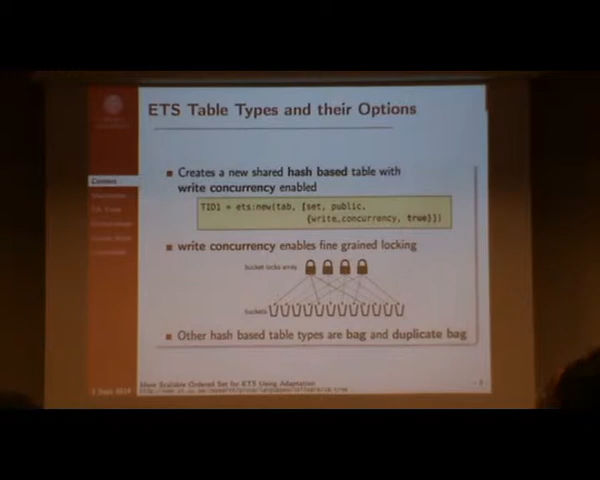 ETS Table Types and their Options
Context
Creates a new shared hash based table with
write concurrency enabled
TID1 = ets:new(tab, [set, public,
{write_concurrency, true}])
write concurrency enables fine grained locking
bucket locks array
buckets
Other hash based table types are bag and duplicate bag
More Scalable Ordered Set for ETS Using Adaptation